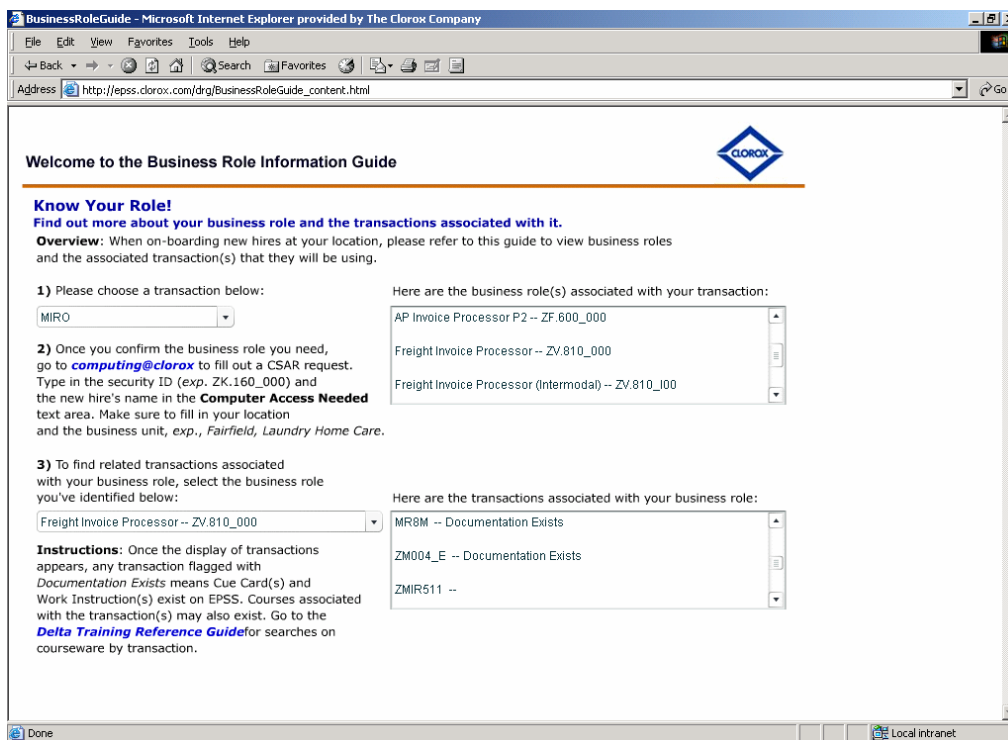 BusinessRoleGuide - Microsoft Internet Explorer provided by The Clorox Company
File Edit View Favorites Tools Help
Back Search Favorites
Address http://epss.clorox.com/drg/BusinessRoleGuide_content.html Go
Welcome to the Business Role Information Guide
CLOROX
Know Your Role!
Find out more about your business role and the transactions associated with it.
Overview: When on-boarding new hires at your location, please refer to this guide to view business roles
and the associated transaction(s) that they will be using.
1) Please choose a transaction below:
MIRO
Here are the business role(s) associated with your transaction:
AP Invoice Processor P2 -- ZF.600_000
Freight Invoice Processor -- ZV.810_000
Freight Invoice Processor (Intermodal) -- ZV.810_I00
2) Once you confirm the business role you need,
go to computing@clorox to fill out a CSAR request.
Type in the security ID (exp. ZK.160_000) and
the new hire's name in the Computer Access Needed
text area. Make sure to fill in your location
and the business unit, exp., Fairfield, Laundry Home Care.
3) To find related transactions associated
with your business role, select the business role
you've identified below:
Freight Invoice Processor -- ZV.810_000
Here are the transactions associated with your business role:
MR8M -- Documentation Exists
ZM004_E -- Documentation Exists
ZMIR511 --
Instructions: Once the display of transactions
appears, any transaction flagged with
Documentation Exists means Cue Card(s) and
Work Instruction(s) exist on EPSS. Courses associated
with the transaction(s) may also exist. Go to the
Delta Training Reference Guidefor searches on
courseware by transaction.
Done Local intranet